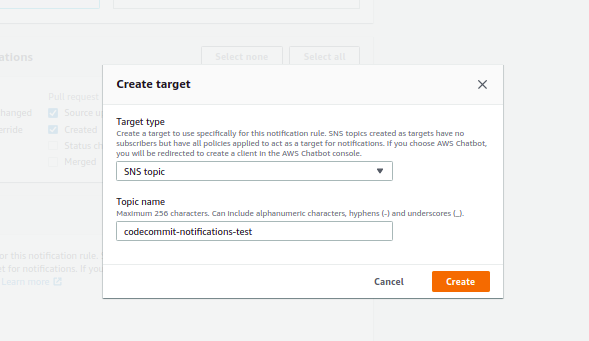 ations
Select none
Select all
Create target
Pull request
Target type
Create a target to use specifically for this notification rule. SNS topics created as targets have no
subscribers but have all policies applied to act as a target for notifications. If you choose AWS Chatbot,
you will be redirected to create a client in the AWS Chatbot console.
hanged
Source up
rride
Created
Status ch
Merged
SNS topic
Topic name
Maximum 256 characters. Can include alphanumeric characters, hyphens (-) and underscores (_).
codecommit-notifications-test
or this notification rule.
t for notifications. If you
Learn more
Cancel
Create